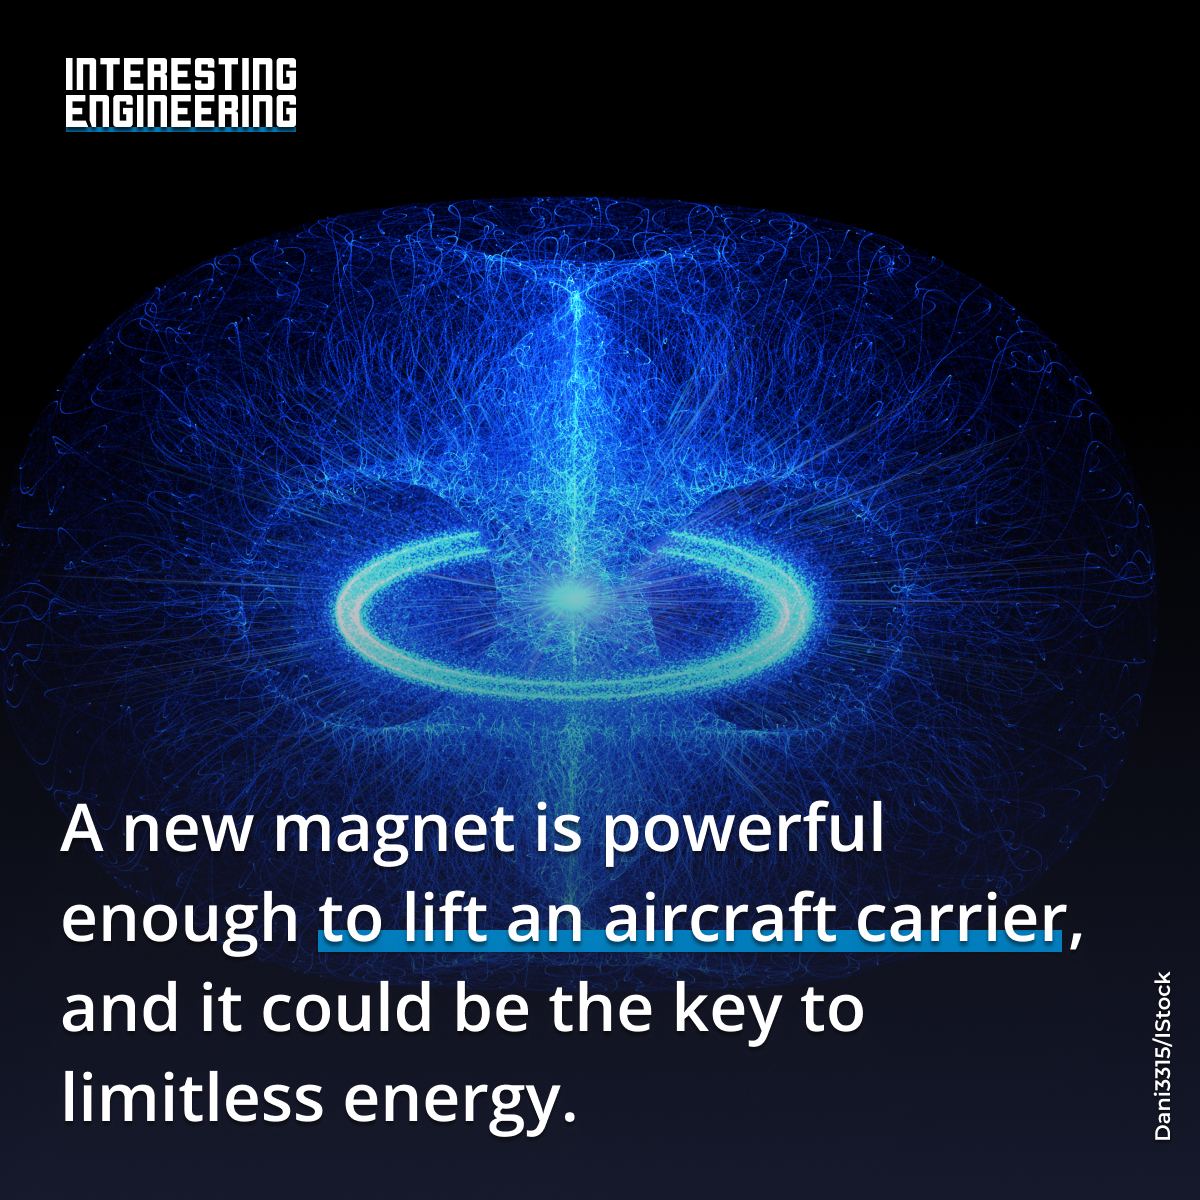 INTERESTING
ENGINEERING
A new magnet is powerful
enough to lift an aircraft carrier,
and it could be the key to
limitless energy.
Dani3315/IStock